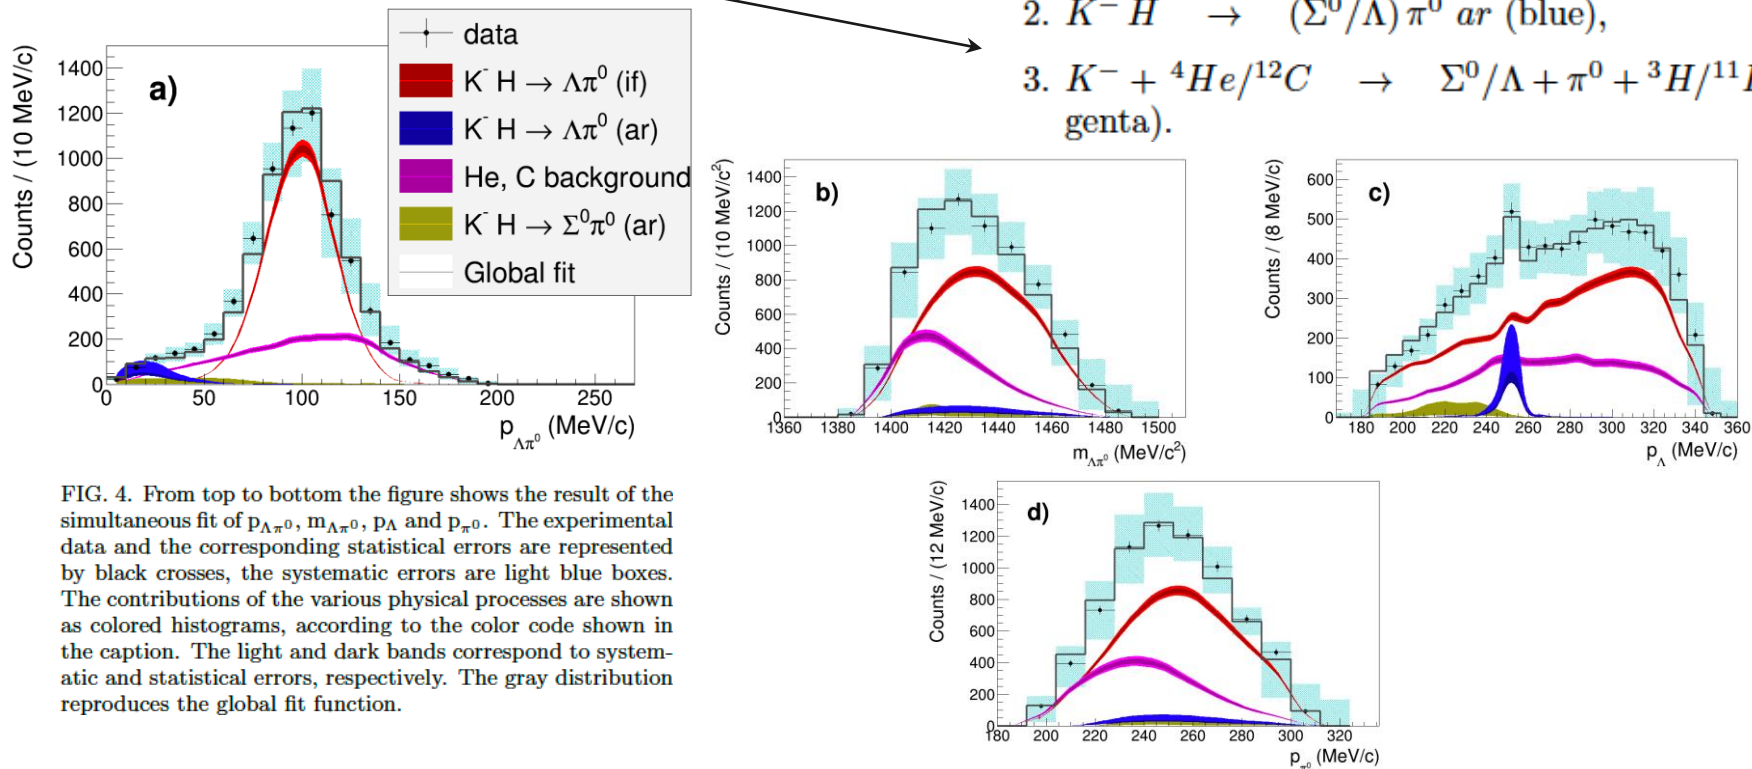 2. K⁻ H → (Σ⁰/Λ) π⁰ ar (blue),
3. K⁻ + ⁴He/¹²C → Σ⁰/Λ + π⁰ + ³H/¹¹
genta).
a)
data
K⁻ H → Λπ⁰ (if)
K⁻ H → Λπ⁰ (ar)
He, C background
K⁻ H → Σ⁰π⁰ (ar)
Global fit
Counts / (10 MeV/c)
1400
1200
1000
800
600
400
200
0
0 50 100 150 200 250
p_Λπ⁰ (MeV/c)
b)
Counts / (10 MeV/c²)
1400
1200
1000
800
600
400
200
0
1360 1380 1400 1420 1440 1460 1480 1500
m_Λπ⁰ (MeV/c²)
c)
Counts / (8 MeV/c)
600
500
400
300
200
100
0
180 200 220 240 260 280 300 320 340 360
p_Λ (MeV/c)
d)
Counts / (12 MeV/c)
1400
1200
1000
800
600
400
200
0
180 200 220 240 260 280 300 320
p_π⁰ (MeV/c)
FIG. 4. From top to bottom the figure shows the result of the
simultaneous fit of p_Λπ⁰, m_Λπ⁰, p_Λ and p_π⁰. The experimental
data and the corresponding statistical errors are represented
by black crosses, the systematic errors are light blue boxes.
The contributions of the various physical processes are shown
as colored histograms, according to the color code shown in
the caption. The light and dark bands correspond to system-
atic and statistical errors, respectively. The gray distribution
reproduces the global fit function.